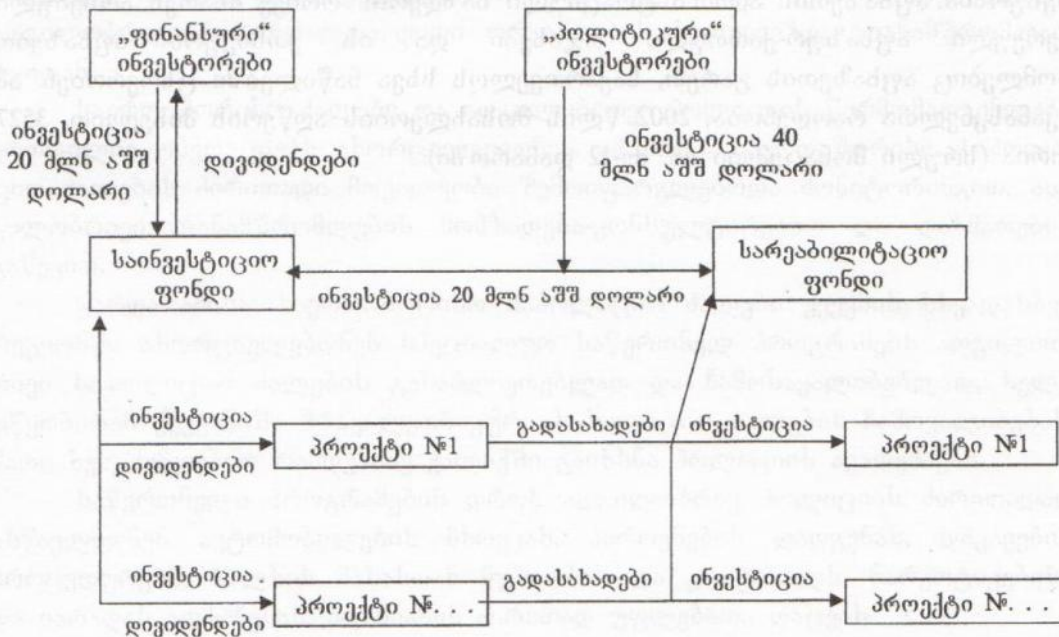 „ფინანსური“
ინვესტორები
„პოლიტიკური“
ინვესტორები
ინვესტიცია
20 მლნ აშშ
დოლარი
დივიდენდები
ინვესტიცია 40
მლნ აშშ დოლარი
საინვესტიციო
ფონდი
ინვესტიცია 20 მლნ აშშ დოლარი
სარეაბილიტაციო
ფონდი
ინვესტიცია
დივიდენდები
პროექტი №1
გადასახადები
ინვესტიცია
პროექტი №1
ინვესტიცია
დივიდენდები
პროექტი №. . .
გადასახადები
ინვესტიცია
პროექტი № . . .